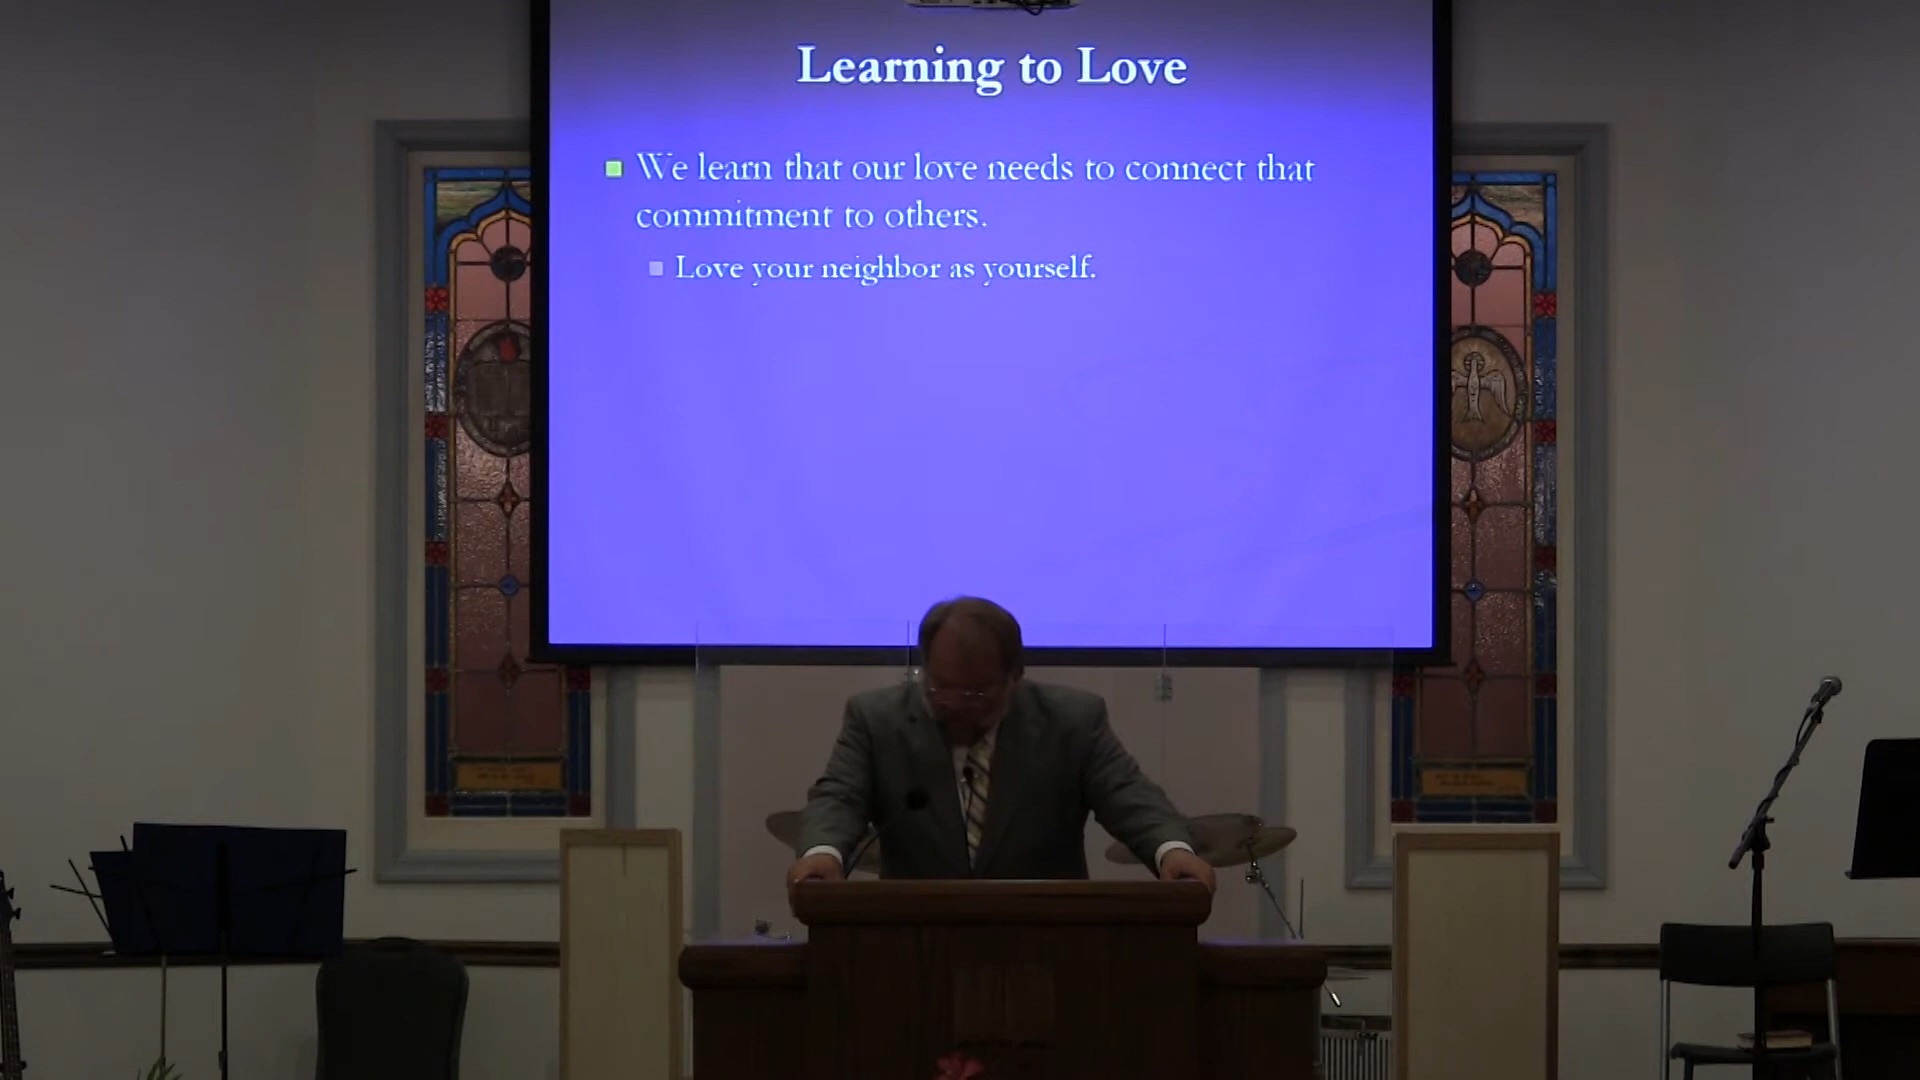 Learning to Love
We learn that our love needs to connect that
commitment to others.
Love your neighbor as yourself.